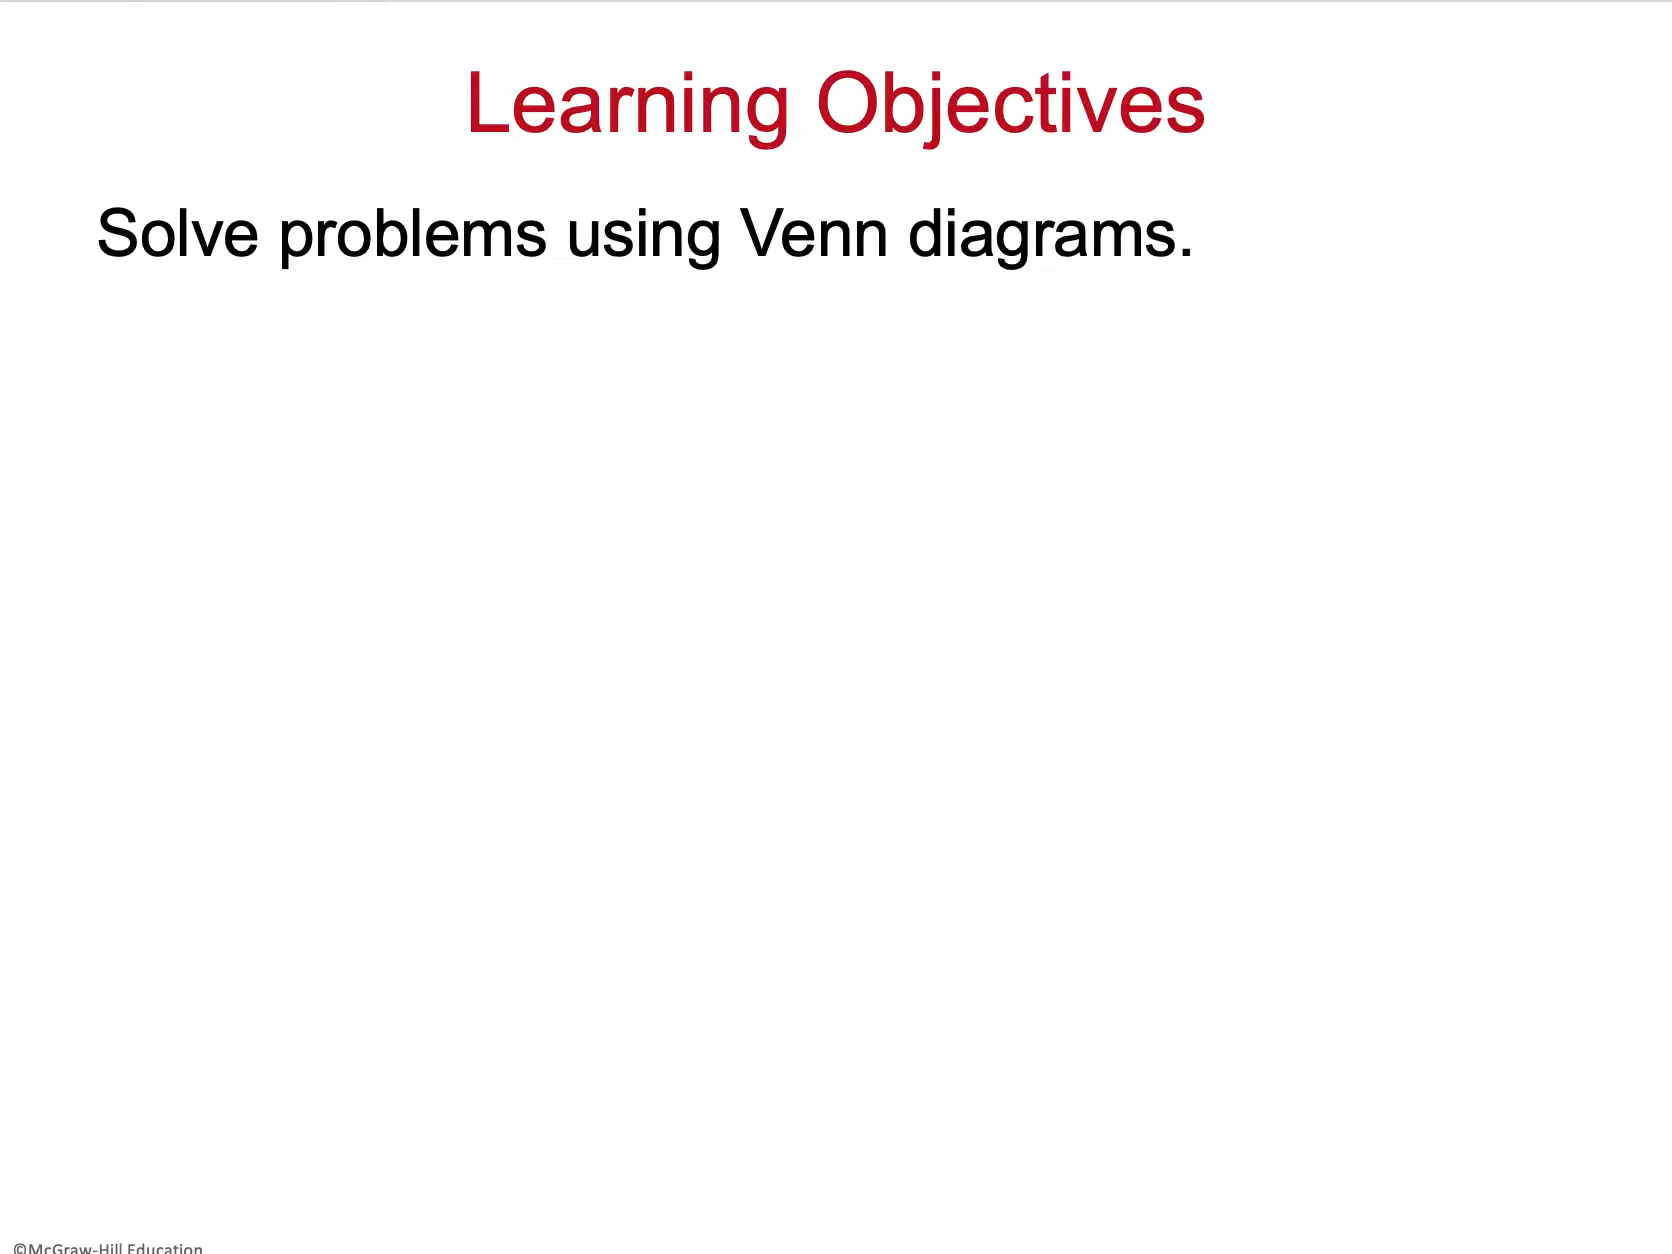 Learning Objectives
Solve problems using Venn diagrams.
©McGraw-Hill Education.